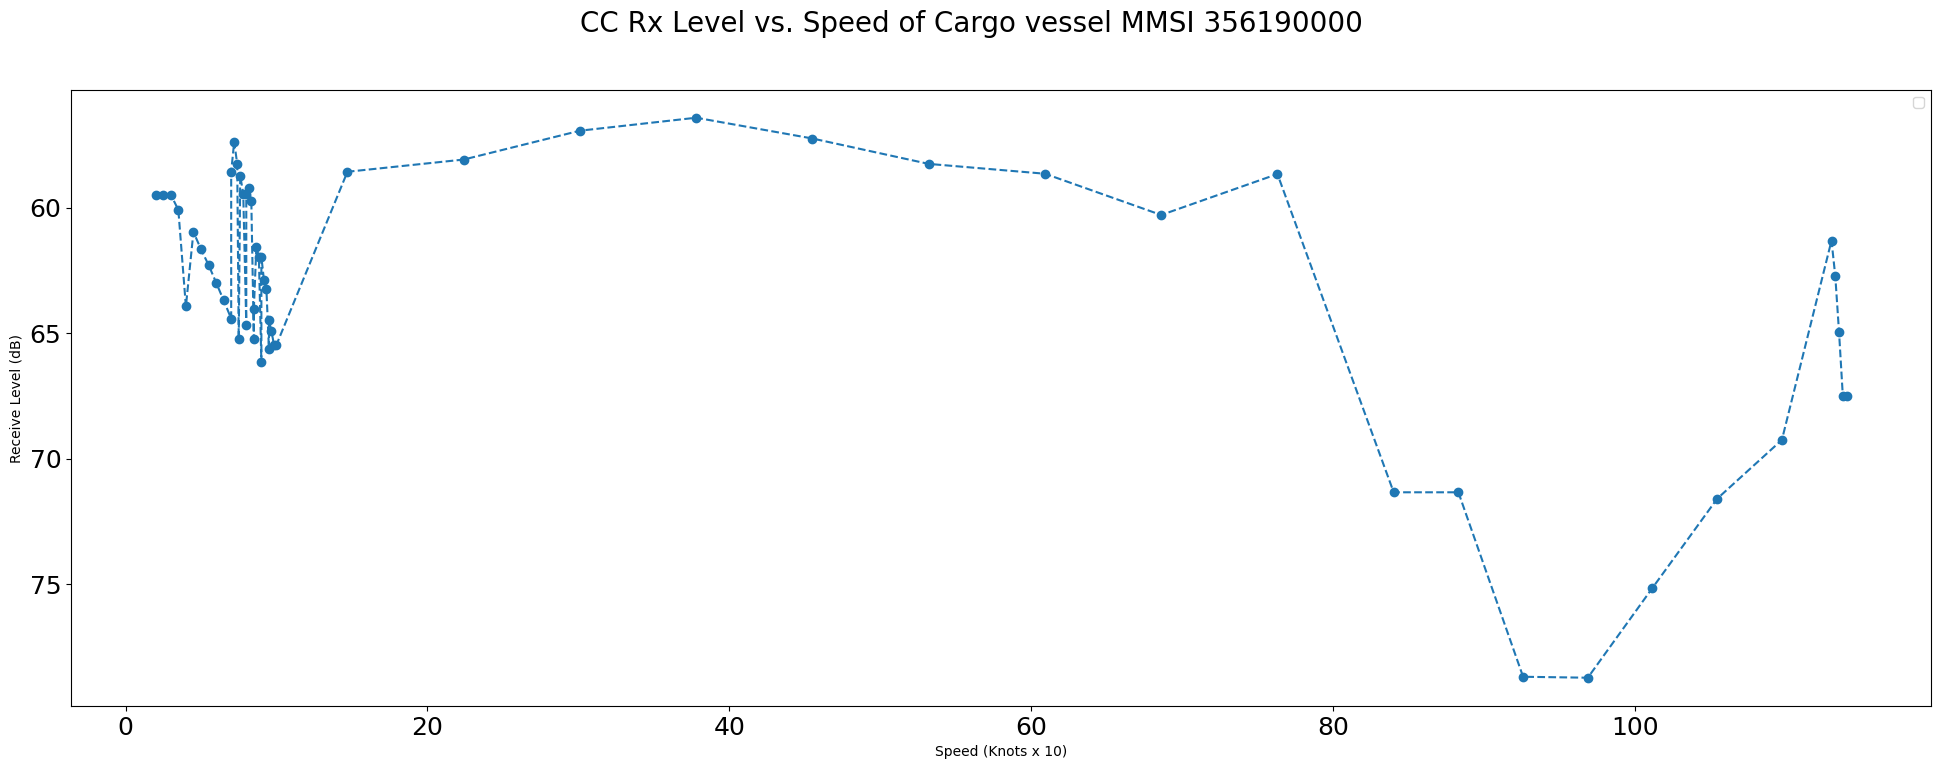 CC Rx Level vs. Speed of Cargo vessel MMSI 356190000
60
65
70
75
Receive Level (dB)
0 20 40 60 80 100
Speed (Knots x 10)